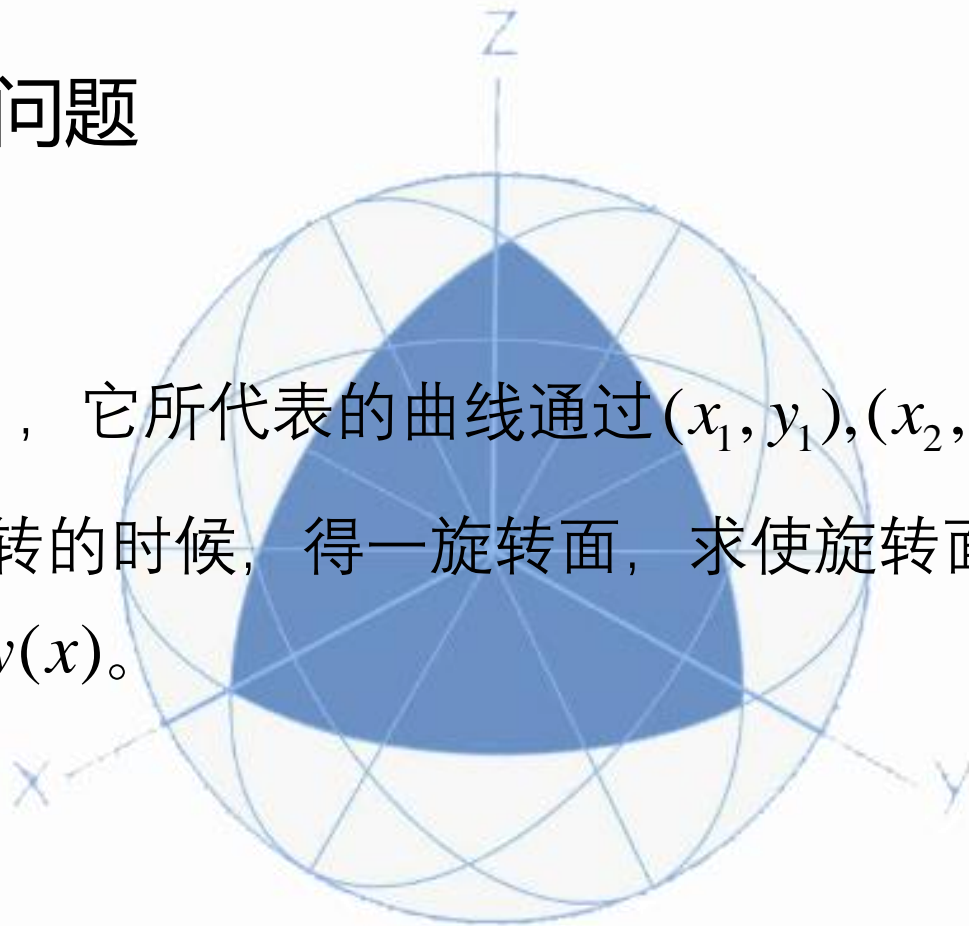 Z
问题
，它所代表的曲线通过(x₁, y₁),(x₂,
转的时候，得一旋转面，求使旋转面
y(x)。
X Y